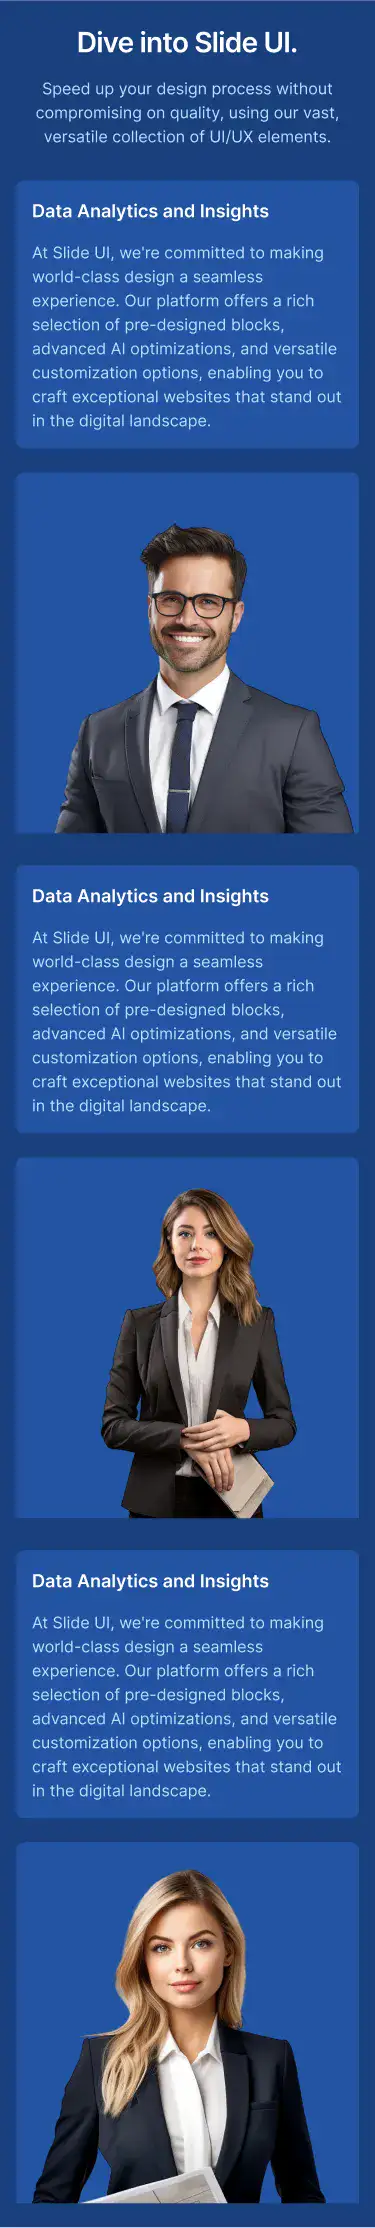 Dive into Slide UI.
Speed up your design process without
compromising on quality, using our vast,
versatile collection of UI/UX elements.
Data Analytics and Insights
At Slide UI, we're committed to making
world-class design a seamless
experience. Our platform offers a rich
selection of pre-designed blocks,
advanced AI optimizations, and versatile
customization options, enabling you to
craft exceptional websites that stand out
in the digital landscape.
Data Analytics and Insights
At Slide UI, we're committed to making
world-class design a seamless
experience. Our platform offers a rich
selection of pre-designed blocks,
advanced AI optimizations, and versatile
customization options, enabling you to
craft exceptional websites that stand out
in the digital landscape.
Data Analytics and Insights
At Slide UI, we're committed to making
world-class design a seamless
experience. Our platform offers a rich
selection of pre-designed blocks,
advanced AI optimizations, and versatile
customization options, enabling you to
craft exceptional websites that stand out
in the digital landscape.